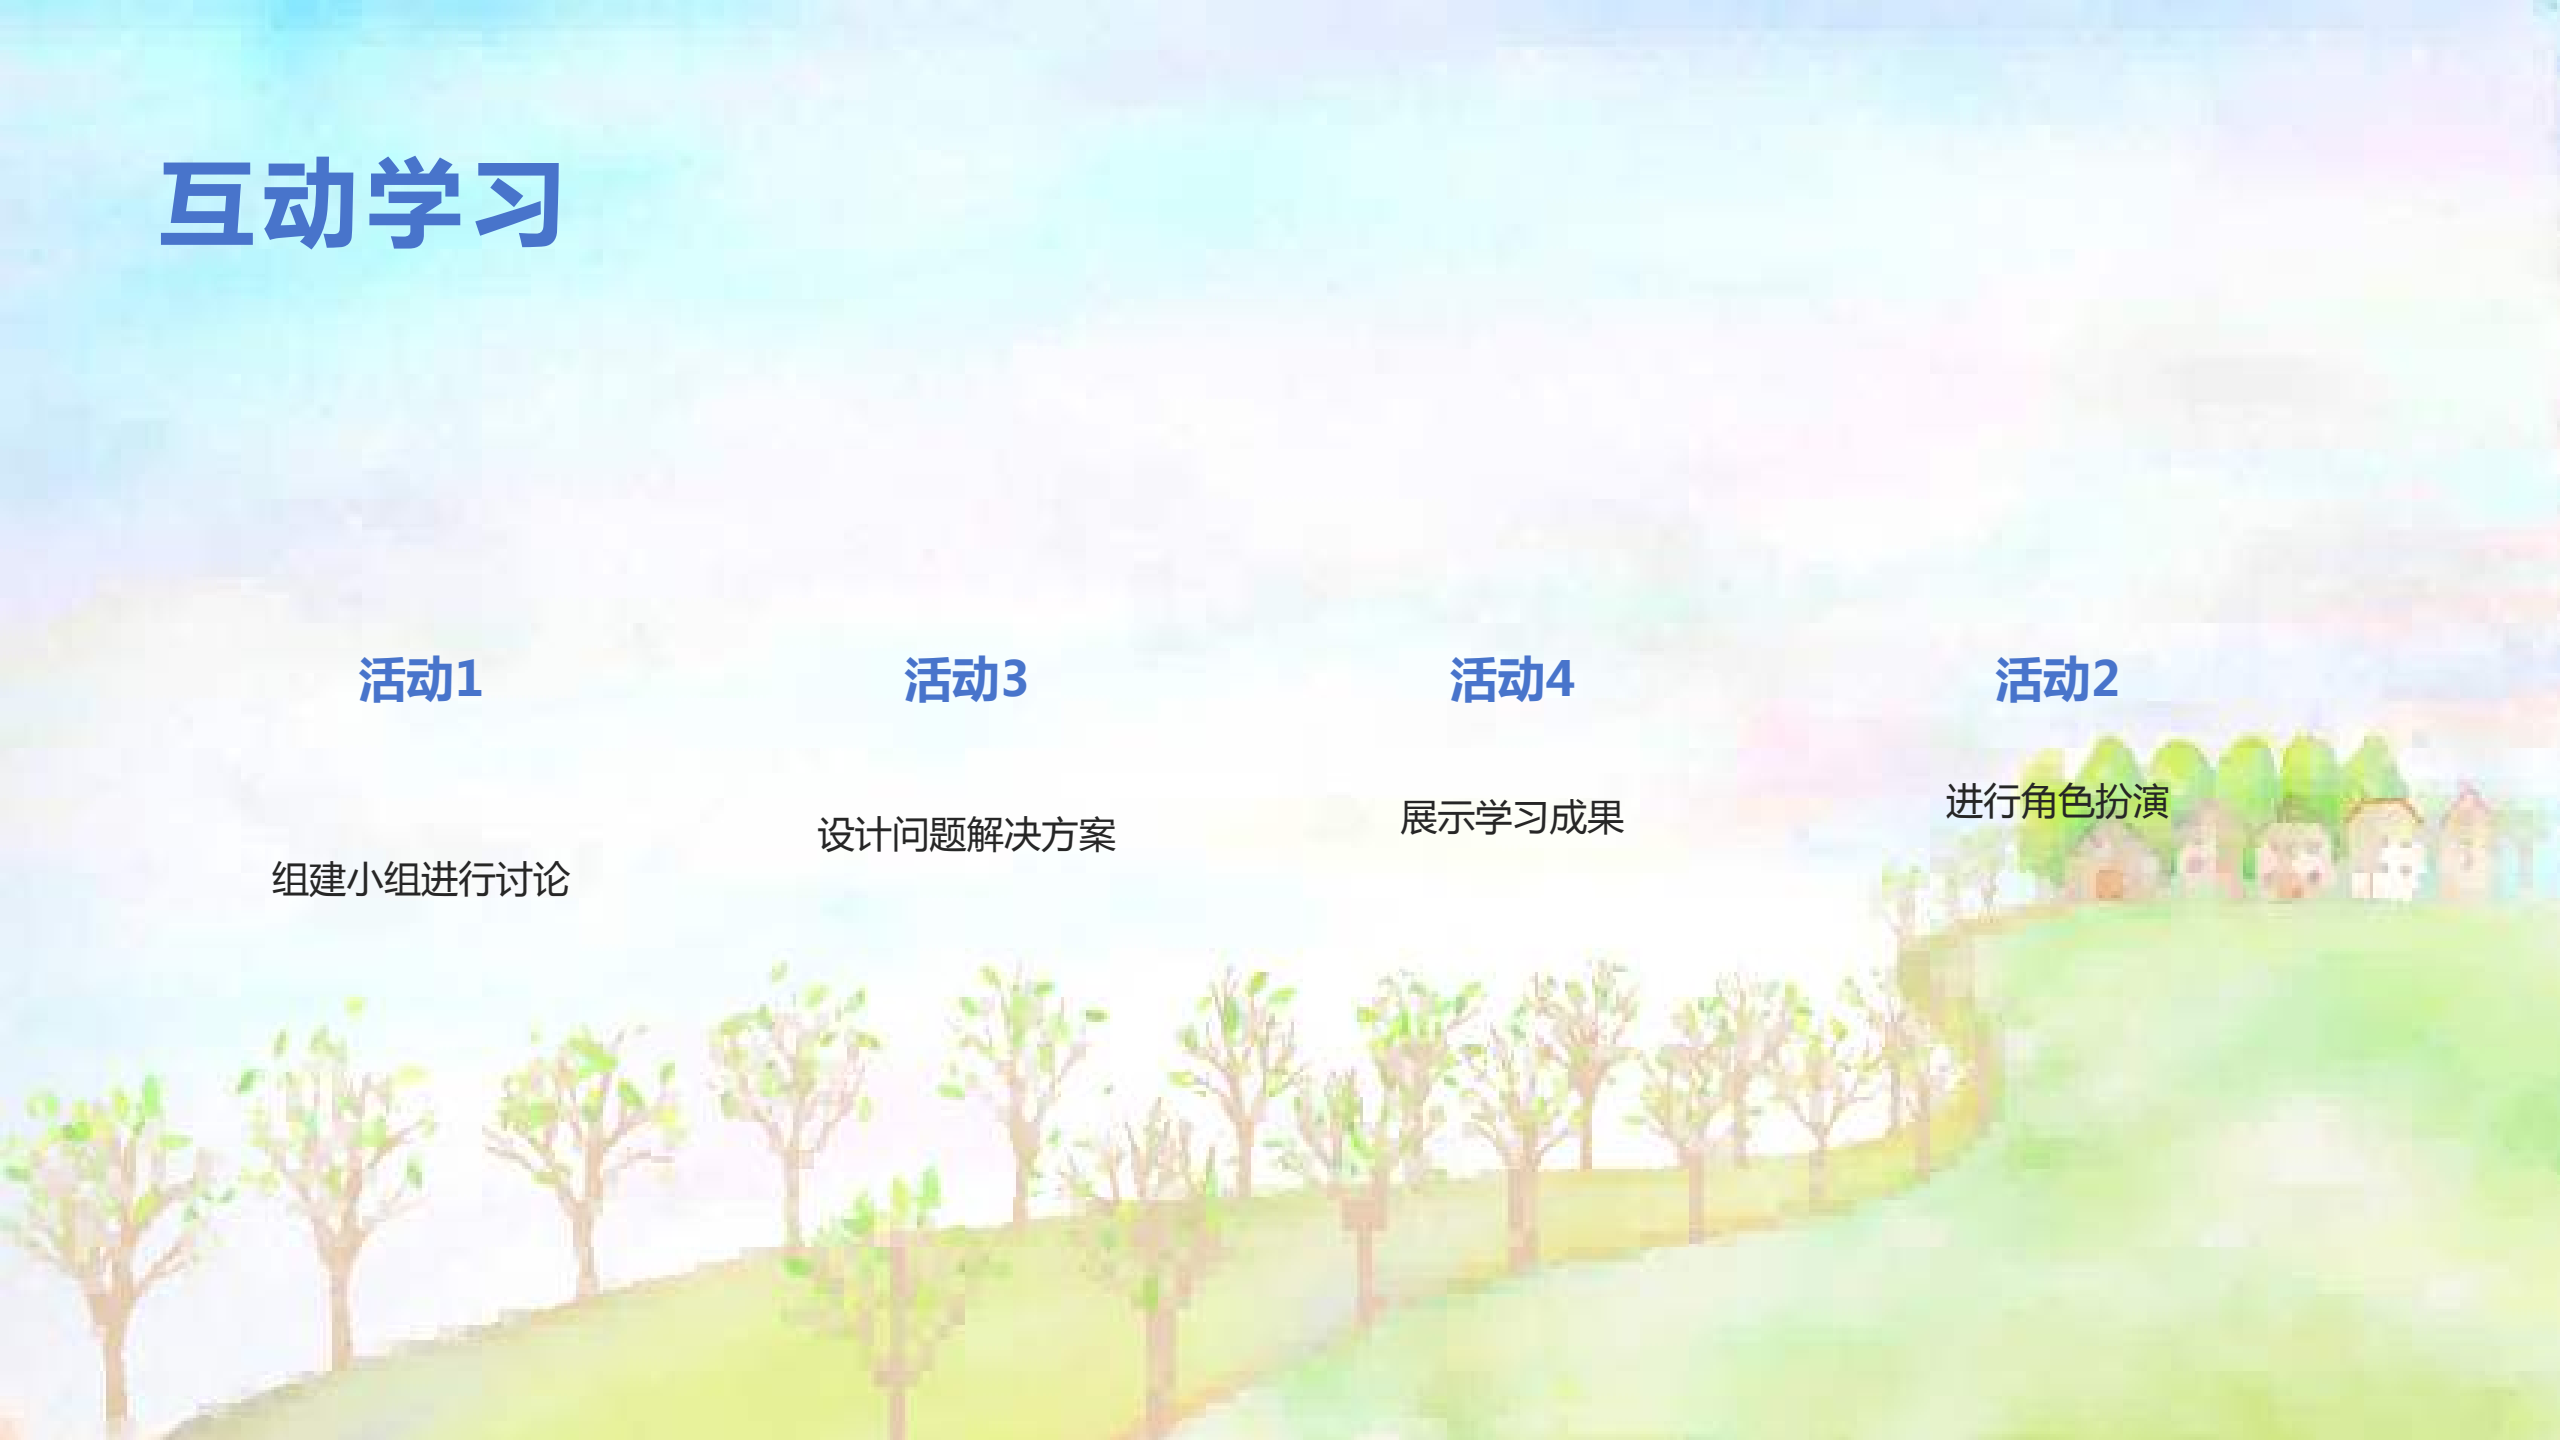 互动学习
活动1
组建小组进行讨论
活动3
设计问题解决方案
活动4
展示学习成果
活动2
进行角色扮演